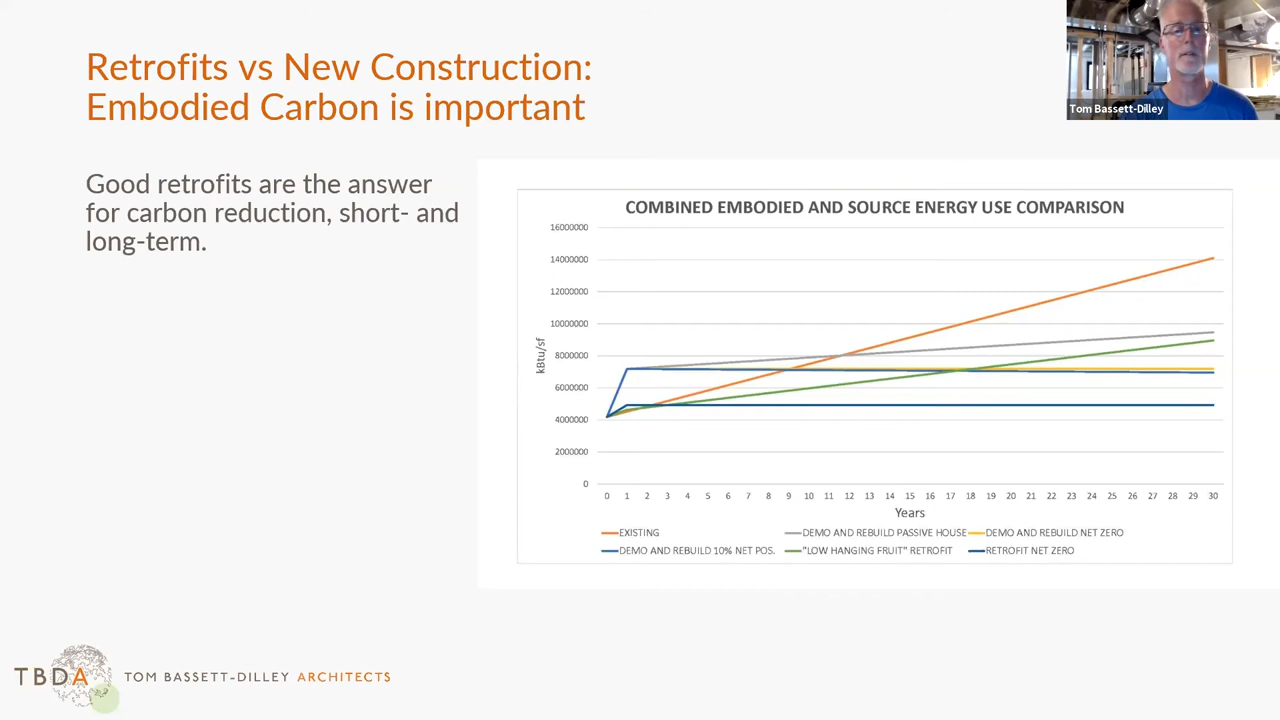 Retrofits vs New Construction:
Embodied Carbon is important
Tom Bassett-Dilley
Good retrofits are the answer
for carbon reduction, short- and
long-term.
COMBINED EMBODIED AND SOURCE ENERGY USE COMPARISON
16000000
14000000
12000000
10000000
8000000
6000000
4000000
2000000
0
kBtu/sf
0 1 2 3 4 5 6 7 8 9 10 11 12 13 14 15 16 17 18 19 20 21 22 23 24 25 26 27 28 29 30
Years
EXISTING DEMO AND REBUILD PASSIVE HOUSE DEMO AND REBUILD NET ZERO
DEMO AND REBUILD 10% NET POS. "LOW HANGING FRUIT" RETROFIT RETROFIT NET ZERO
TBDA TOM BASSETT-DILLEY ARCHITECTS